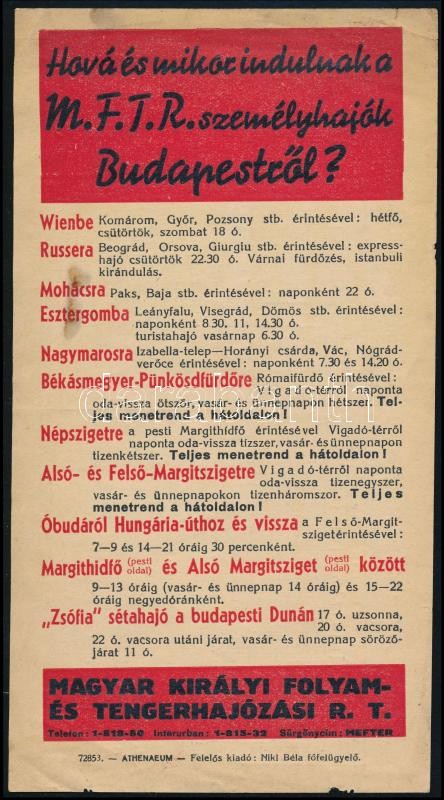 Hová és mikor indulnak a
M.F.T.R. személyhajók
Budapestről?
Wienbe Komárom, Győr, Pozsony stb. érintésével: hétfő,
csütörtök, szombat 18 ó.
Russera Beograd, Orsova, Giurgiu stb. érintésével: express-
hajó csütörtök 22.30 ó. Várnai fürdőzés, istanbuli
kirándulás.
Mohácsra Paks, Baja stb. érintésével: naponként 22 ó.
Esztergomba Leányfalu, Visegrád, Dömös stb. érintésével:
naponként 8.30, 11, 14.30 ó.
turistahajó vasárnap 6.30 ó.
Nagymarosra Izabella-telep—Horányi csárda, Vác, Nógrád-
verőce érintésével: naponként 7.30 és 14.20 ó.
Békásmegyer-Pünkösdfürdőre Rómaifürdő érintésével:
Vigadó-térről naponta
oda-vissza ötször, vasár- és ünnepnapon hétszer. Tel-
jes menetrend a hátoldalon!
Népszigetre a pesti Margithídfő érintésével Vigadó-térről
naponta oda-vissza tízszer, vasár- és ünnepnapon
tizenkétszer. Teljes menetrend a hátoldalon!
Alsó- és Felső-Margitszigetre Vigadó-térről naponta
oda-vissza tizenegyszer,
vasár- és ünnepnapokon tizenháromszor. Teljes
menetrend a hátoldalon!
Óbudáról Hungária-úthoz és vissza a Felső-Margit-
szigetérintésével:
7—9 és 14—21 óráig 30 percenként.
Margithidfő (pesti oldal) és Alsó Margitsziget (pesti oldal) között
9—13 óráig (vasár- és ünnepnap 14 óráig) és 15—22
óráig negyedóránként.
„Zsófia" sétahajó a budapesti Dunán 17 ó. uzsonna,
20 ó. vacsora,
22 ó. vacsora utáni járat, vasár- és ünnepnap söröző-
járat 11 ó.
MAGYAR KIRÁLYI FOLYAM-
ÉS TENGERHAJÓZÁSI R. T.
Telefon: 1-818-80 Interurban: 1-815-32 Sürgönycím: MEFTER
72853. — ATHENAEUM — Felelős kiadó: Nikl Béla főfelügyelő.